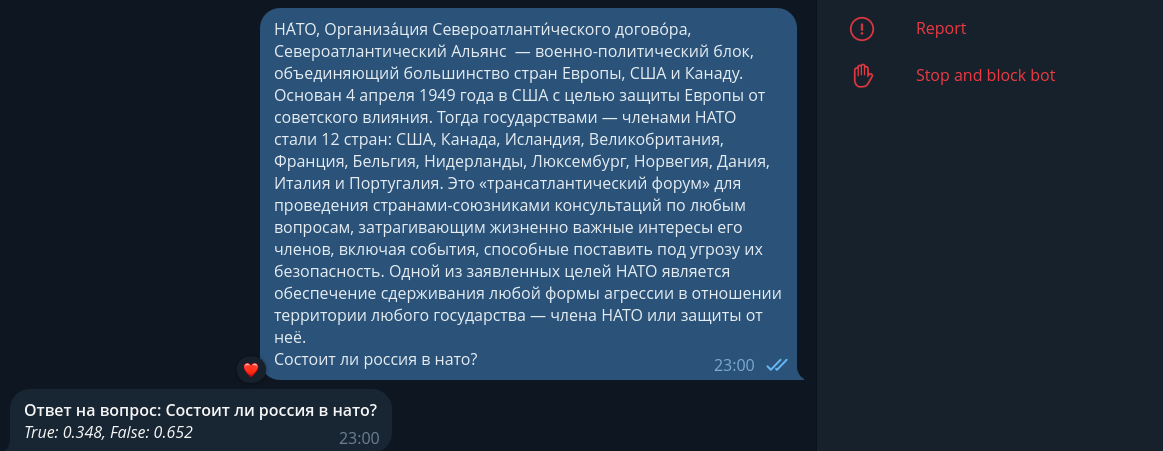 НАТО, Организа́ция Североатланти́ческого догово́ра,
Североатлантический Альянс — военно-политический блок,
объединяющий большинство стран Европы, США и Канаду.
Основан 4 апреля 1949 года в США с целью защиты Европы от
советского влияния. Тогда государствами — членами НАТО
стали 12 стран: США, Канада, Исландия, Великобритания,
Франция, Бельгия, Нидерланды, Люксембург, Норвегия, Дания,
Италия и Португалия. Это «трансатлантический форум» для
проведения странами-союзниками консультаций по любым
вопросам, затрагивающим жизненно важные интересы его
членов, включая события, способные поставить под угрозу их
безопасность. Одной из заявленных целей НАТО является
обеспечение сдерживания любой формы агрессии в отношении
территории любого государства — члена НАТО или защиты от
неё.
Состоит ли россия в нато?
23:00
Ответ на вопрос: Состоит ли россия в нато?
True: 0.348, False: 0.652
23:00
Report
Stop and block bot